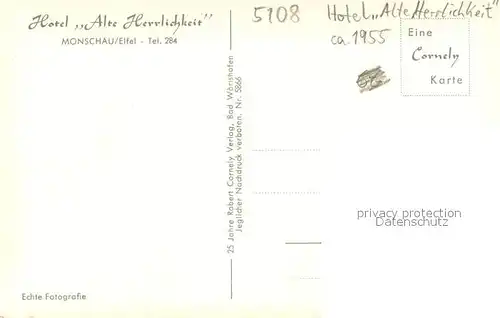 Hotel „Alte Herrlichkeit"
MONSCHAU/Eifel - Tel. 284
5108
Hotel „Alte Herrlichkeit"
ca. 1955
Eine
Cornely
Karte
25 Jahre Robert Cornely Verlag, Bad Wörishofen
Jeglicher Nachdruck verboten. Nr. 5866
privacy protection
Datenschutz
Echte Fotografie